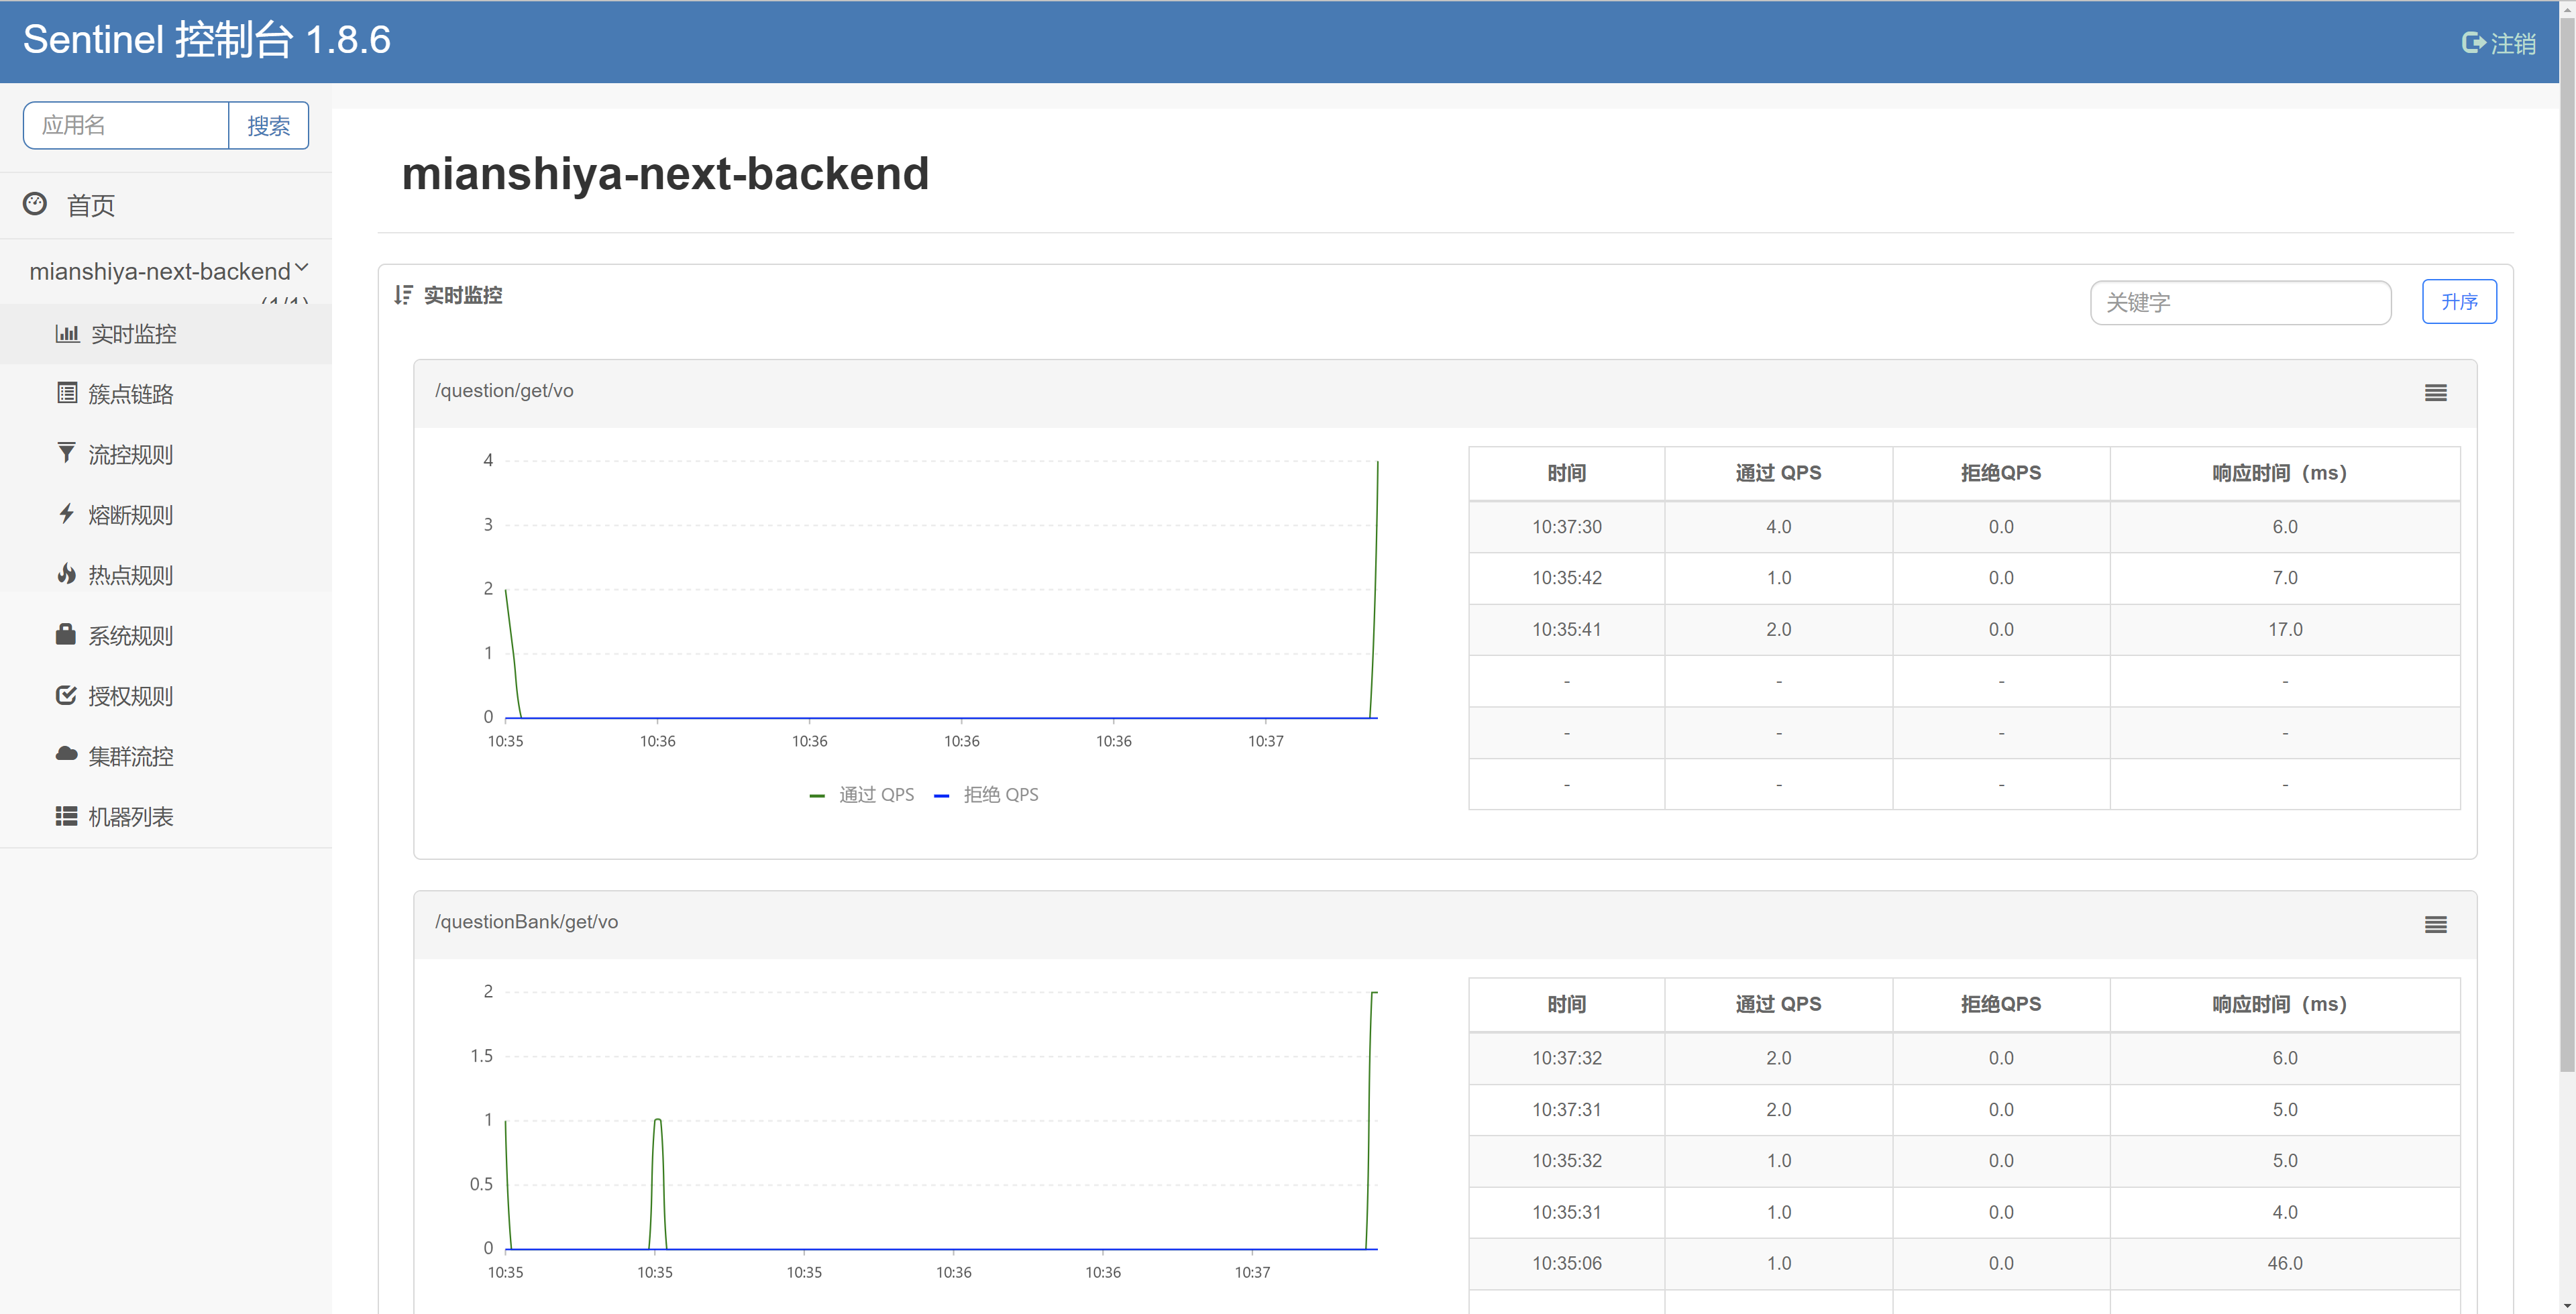 Sentinel 控制台 1.8.6
注销
应用名 搜索
首页
mianshiya-next-backend
(1/1)
实时监控
簇点链路
流控规则
熔断规则
热点规则
系统规则
授权规则
集群流控
机器列表
mianshiya-next-backend
实时监控
关键字 升序
/question/get/vo
4
3
2
1
0
10:35 10:36 10:36 10:36 10:36 10:37
通过 QPS 拒绝 QPS
时间 通过 QPS 拒绝QPS 响应时间（ms）
10:37:30 4.0 0.0 6.0
10:35:42 1.0 0.0 7.0
10:35:41 2.0 0.0 17.0
- - - -
- - - -
- - - -
/questionBank/get/vo
2
1.5
1
0.5
0
10:35 10:35 10:35 10:36 10:36 10:37
时间 通过 QPS 拒绝QPS 响应时间（ms）
10:37:32 2.0 0.0 6.0
10:37:31 2.0 0.0 5.0
10:35:32 1.0 0.0 5.0
10:35:31 1.0 0.0 4.0
10:35:06 1.0 0.0 46.0